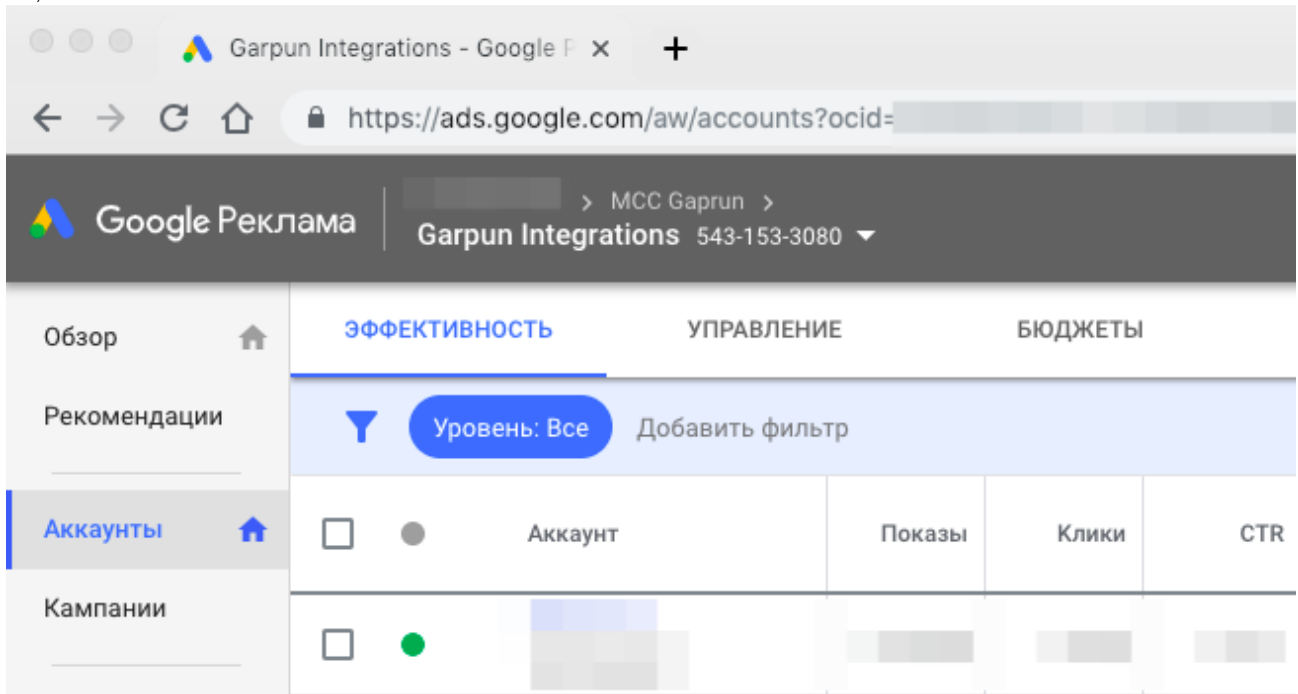 Garpun Integrations - Google P
https://ads.google.com/aw/accounts?ocid=
Google Реклама
> MCC Gaprun >
Garpun Integrations 543-153-3080
Обзор
ЭФФЕКТИВНОСТЬ УПРАВЛЕНИЕ БЮДЖЕТЫ
Рекомендации
Уровень: Все Добавить фильтр
Аккаунты
Аккаунт Показы Клики CTR
Кампании